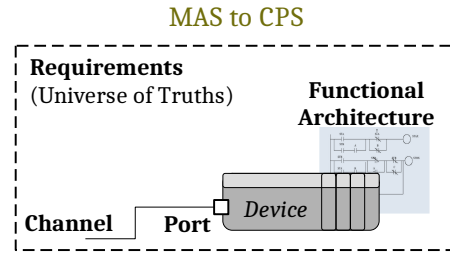 MAS to CPS
Requirements
(Universe of Truths)
Functional
Architecture
Device
Channel
Port